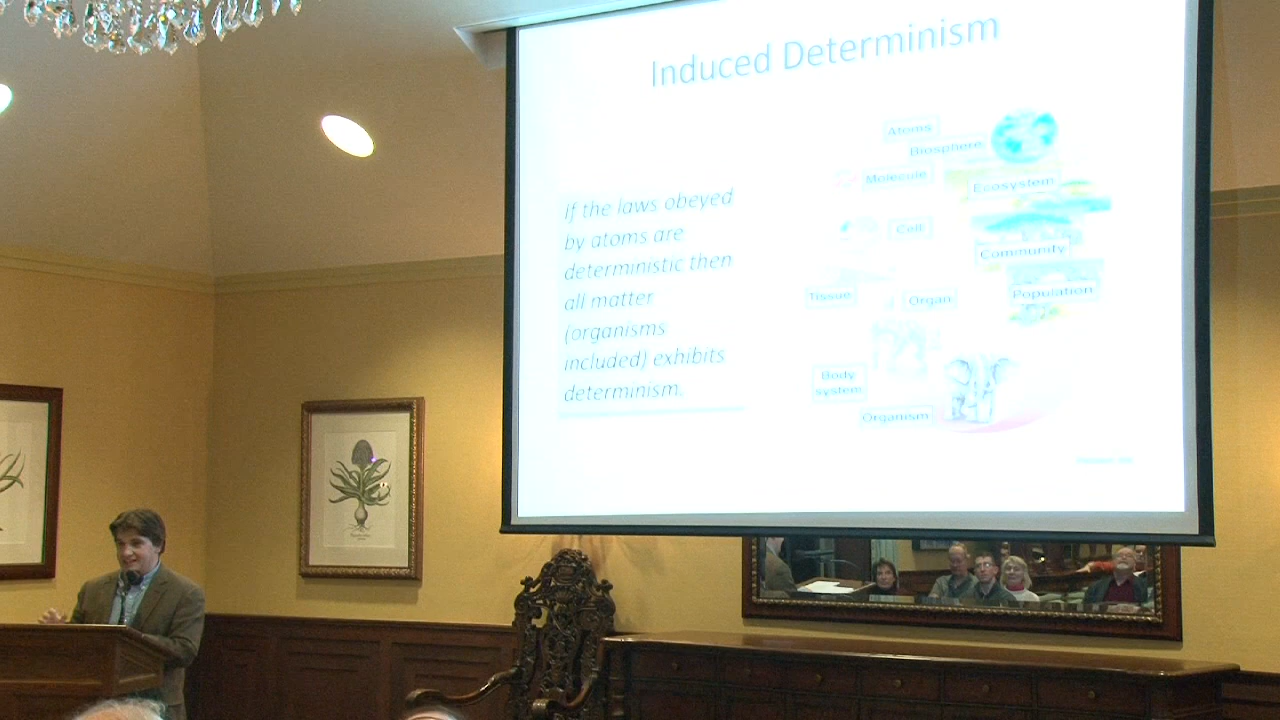 Induced Determinism
If the laws obeyed
by atoms are
deterministic then
all matter
(organisms
included) exhibits
determinism.
Atoms
Biosphere
Molecule
Ecosystem
Cell
Community
Tissue
Organ
Population
Body
system
Organism